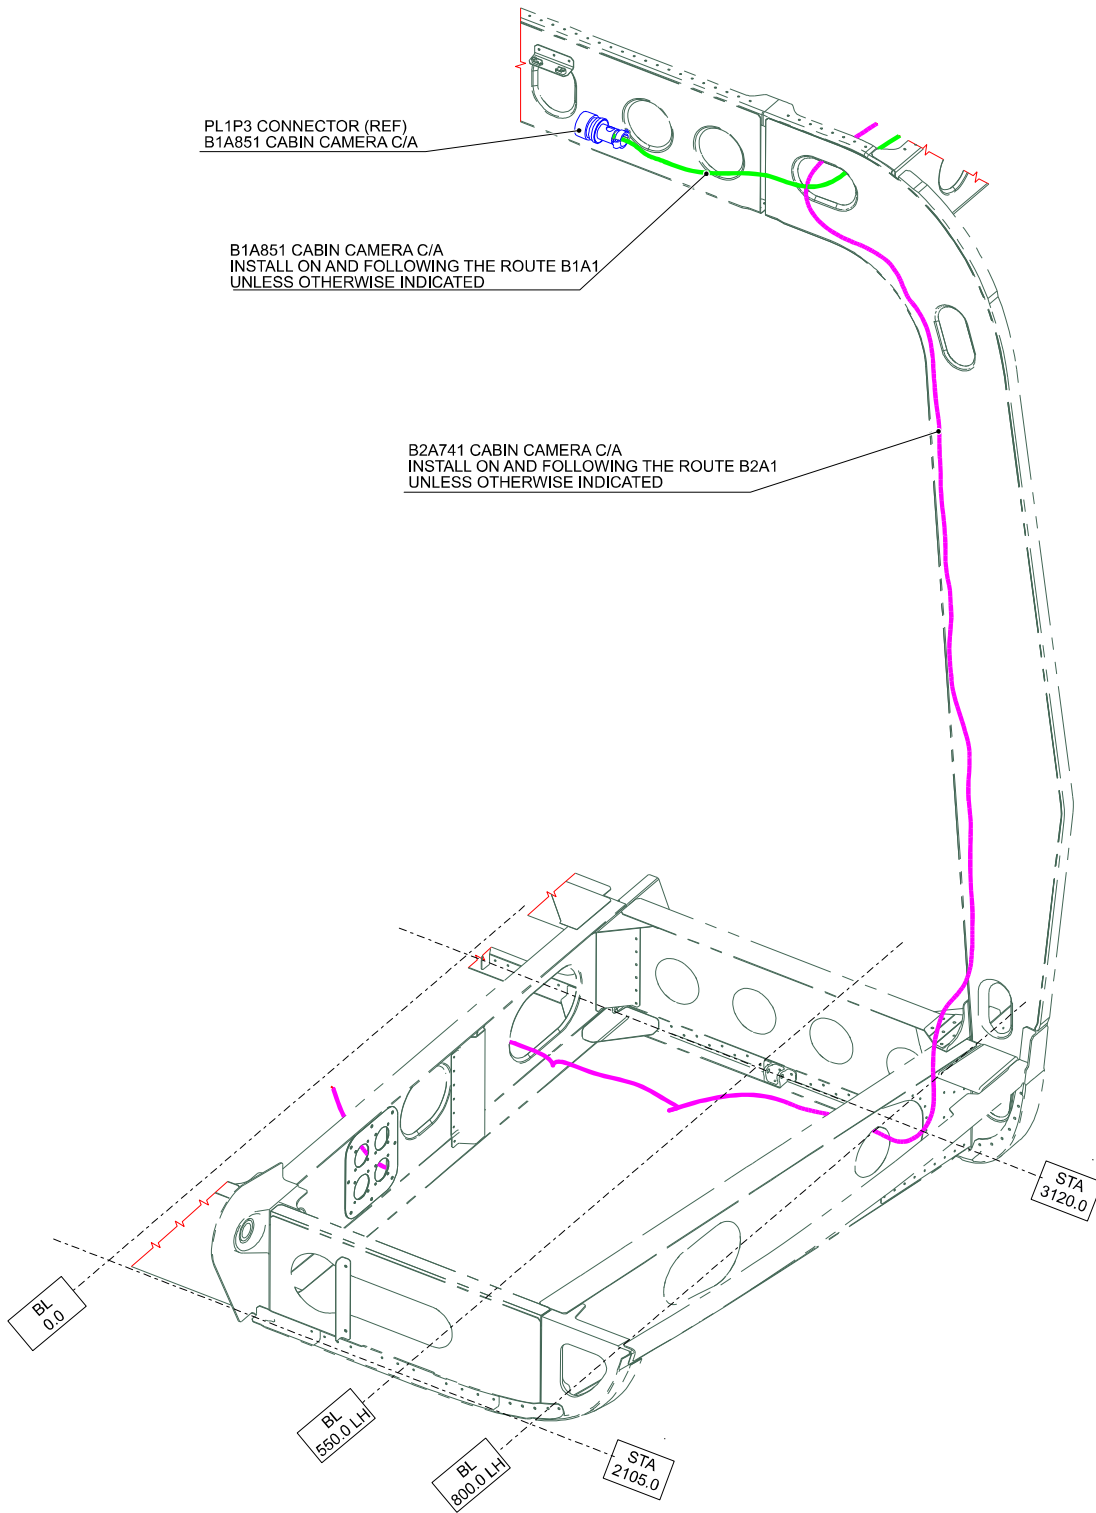 PL1P3 CONNECTOR (REF)
B1A851 CABIN CAMERA C/A
B1A851 CABIN CAMERA C/A
INSTALL ON AND FOLLOWING THE ROUTE B1A1
UNLESS OTHERWISE INDICATED
B2A741 CABIN CAMERA C/A
INSTALL ON AND FOLLOWING THE ROUTE B2A1
UNLESS OTHERWISE INDICATED
STA
3120.0
BL
0.0
BL
550.0 LH
BL
800.0 LH
STA
2105.0